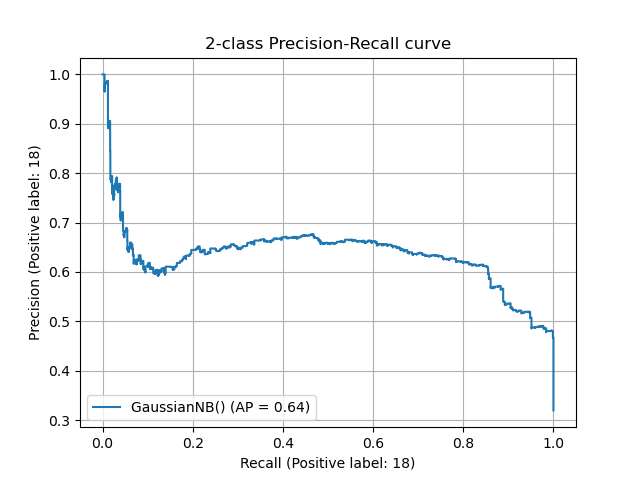 2-class Precision-Recall curve
1.0
0.9
0.8
0.7
0.6
0.5
0.4
0.3
Precision (Positive label: 18)
GaussianNB() (AP = 0.64)
0.0 0.2 0.4 0.6 0.8 1.0
Recall (Positive label: 18)